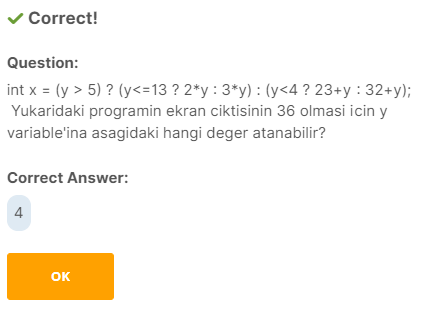 Correct!
Question:
int x = (y > 5) ? (y<=13 ? 2*y : 3*y) : (y<4 ? 23+y : 32+y);
Yukaridaki programin ekran ciktisinin 36 olmasi icin y
variable'ina asagidaki hangi deger atanabilir?
Correct Answer:
4
OK